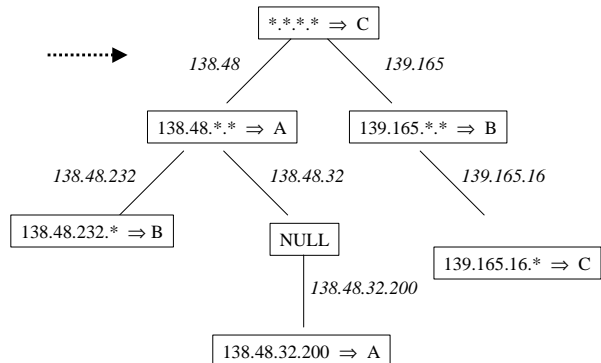 *.*.*.* ⇒ C
138.48
139.165
138.48.*.* ⇒ A
139.165.*.* ⇒ B
138.48.232
138.48.32
139.165.16
138.48.232.* ⇒ B
NULL
139.165.16.* ⇒ C
138.48.32.200
138.48.32.200 ⇒ A